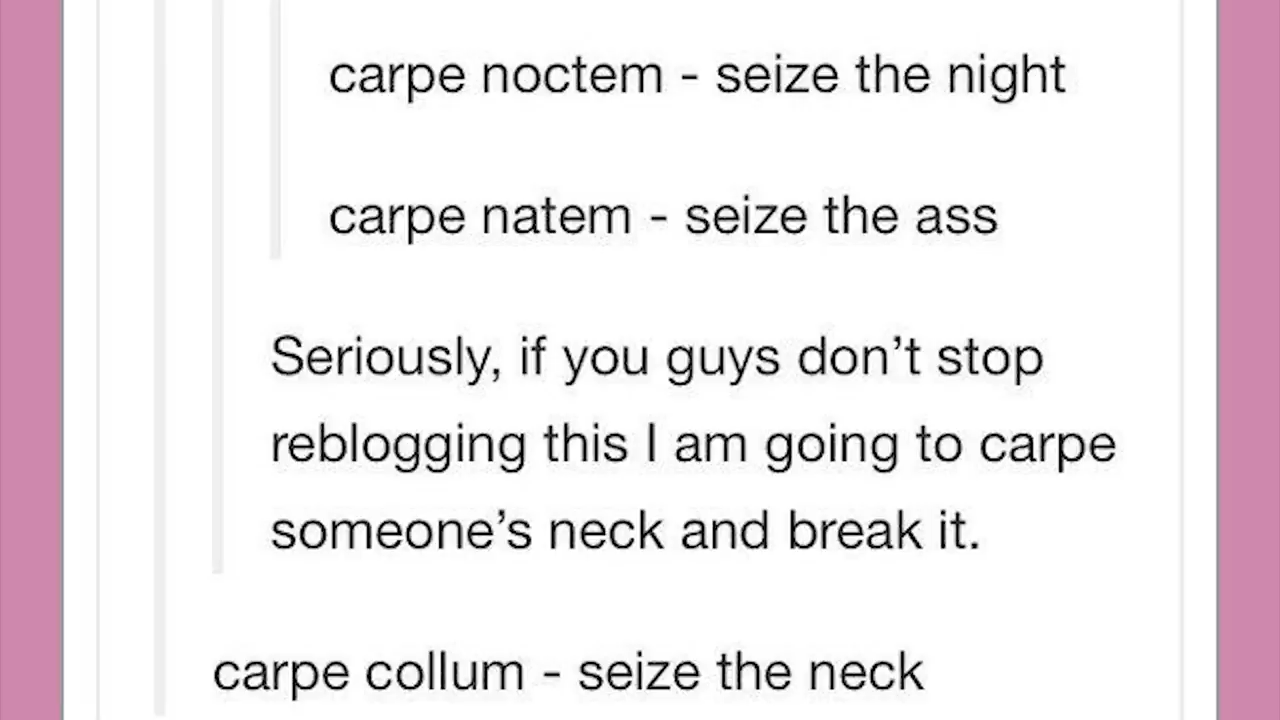 carpe noctem - seize the night
carpe natem - seize the ass
Seriously, if you guys don’t stop
reblogging this I am going to carpe
someone’s neck and break it.
carpe collum - seize the neck